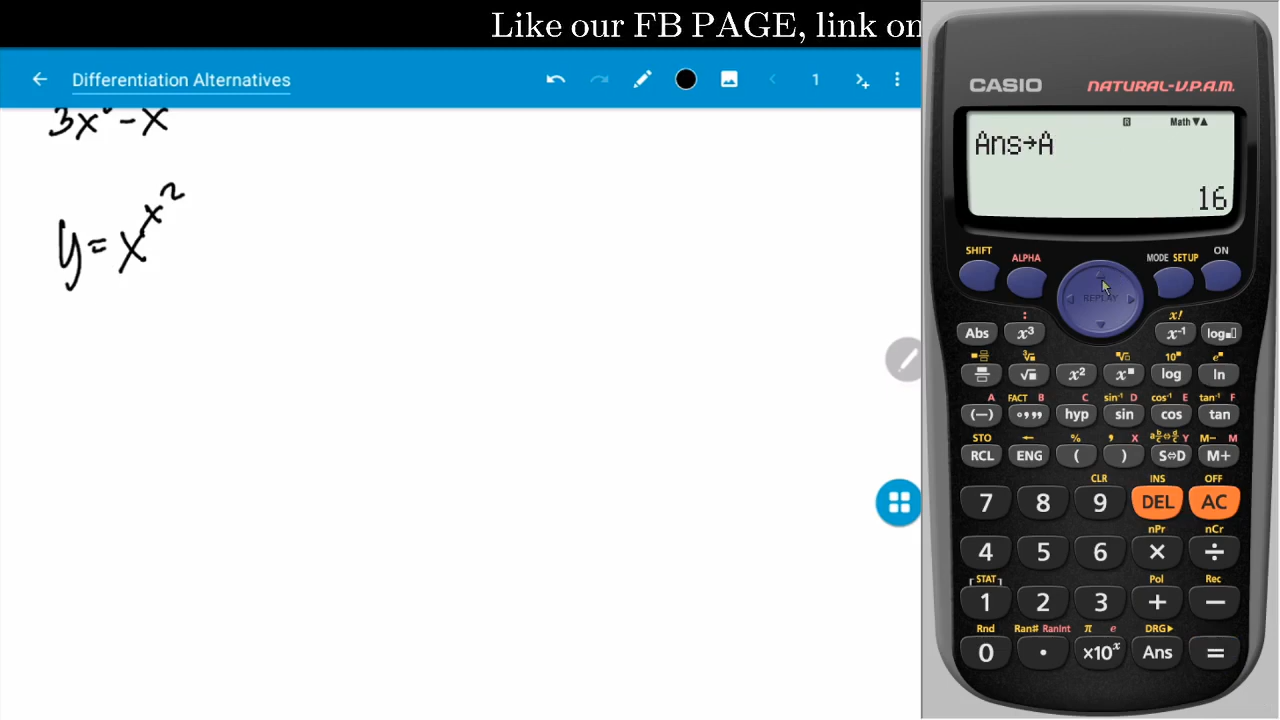 Like our FB PAGE, link on
Differentiation Alternatives
1
y = x^x^2
CASIO
NATURAL-V.P.A.M.
R Math▼▲
Ans→A
16
SHIFT ALPHA MODE SETUP ON
REPLAY
: x!
Abs x³ x⁻¹ log
³√ 10 e
√ x² x log ln
A FACT B C sin⁻¹ D cos⁻¹ E tan⁻¹ F
(—) °,,, hyp sin cos tan
STO ← % , X a b/c⇔d/c Y M– M
RCL ENG ( ) S⇔D M+
CLR INS OFF
7 8 9 DEL AC
nPr nCr
4 5 6 × ÷
STAT Pol Rec
1 2 3 + −
Rnd Ran# RanInt π e DRG▶
0 . ×10ˣ Ans =